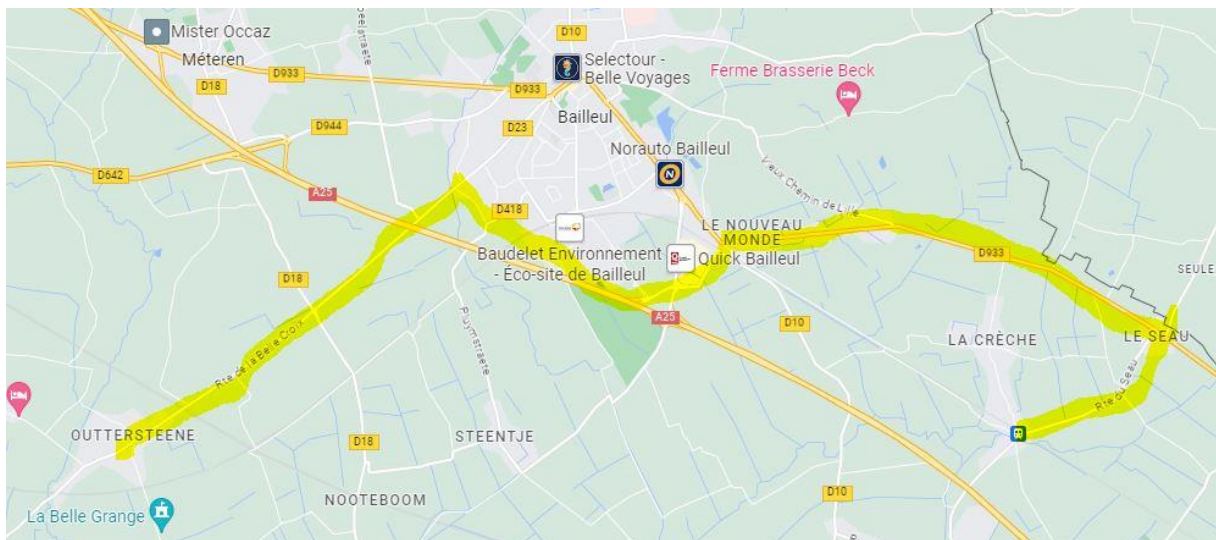 Mister Occaz
Méteren
D18
D933
D10
Selectour -
Belle Voyages
D933
Bailleul
D23
D944
D642
A25
Ferme Brasserie Beck
Norauto Bailleul
Vieux Chemin de Lille
D418
LE NOUVEAU
MONDE
Baudelet Environnement
- Éco-site de Bailleul
Quick Bailleul
D933
D18
A25
D10
SEULE
LA CRÈCHE
LE SEAU
Rte de la Belle Croix
Pluymstraete
Rte du Seau
OUTTERSTEENE
D18
STEENTJE
NOOTEBOOM
D10
La Belle Grange